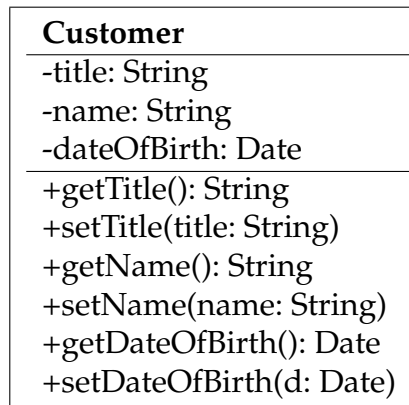 Customer
-title: String
-name: String
-dateOfBirth: Date
+getTitle(): String
+setTitle(title: String)
+getName(): String
+setName(name: String)
+getDateOfBirth(): Date
+setDateOfBirth(d: Date)